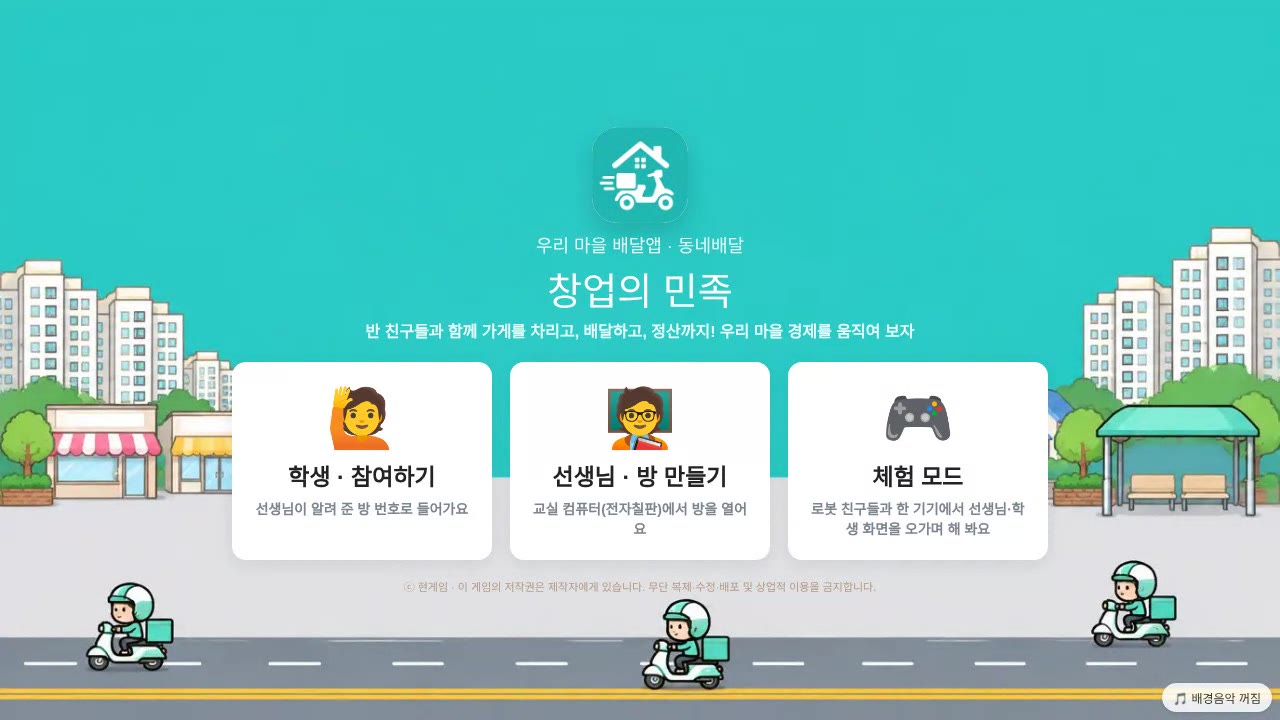 우리 마을 배달앱 · 동네배달
창업의 민족
반 친구들과 함께 가게를 차리고, 배달하고, 정산까지! 우리 마을 경제를 움직여 보자
학생 · 참여하기
선생님이 알려 준 방 번호로 들어가요
선생님 · 방 만들기
교실 컴퓨터(전자칠판)에서 방을 열어
요
체험 모드
로봇 친구들과 한 기기에서 선생님·학
생 화면을 오가며 해 봐요
ⓒ 현게임 · 이 게임의 저작권은 제작자에게 있습니다. 무단 복제·수정·배포 및 상업적 이용을 금지합니다.
배경음악 꺼짐